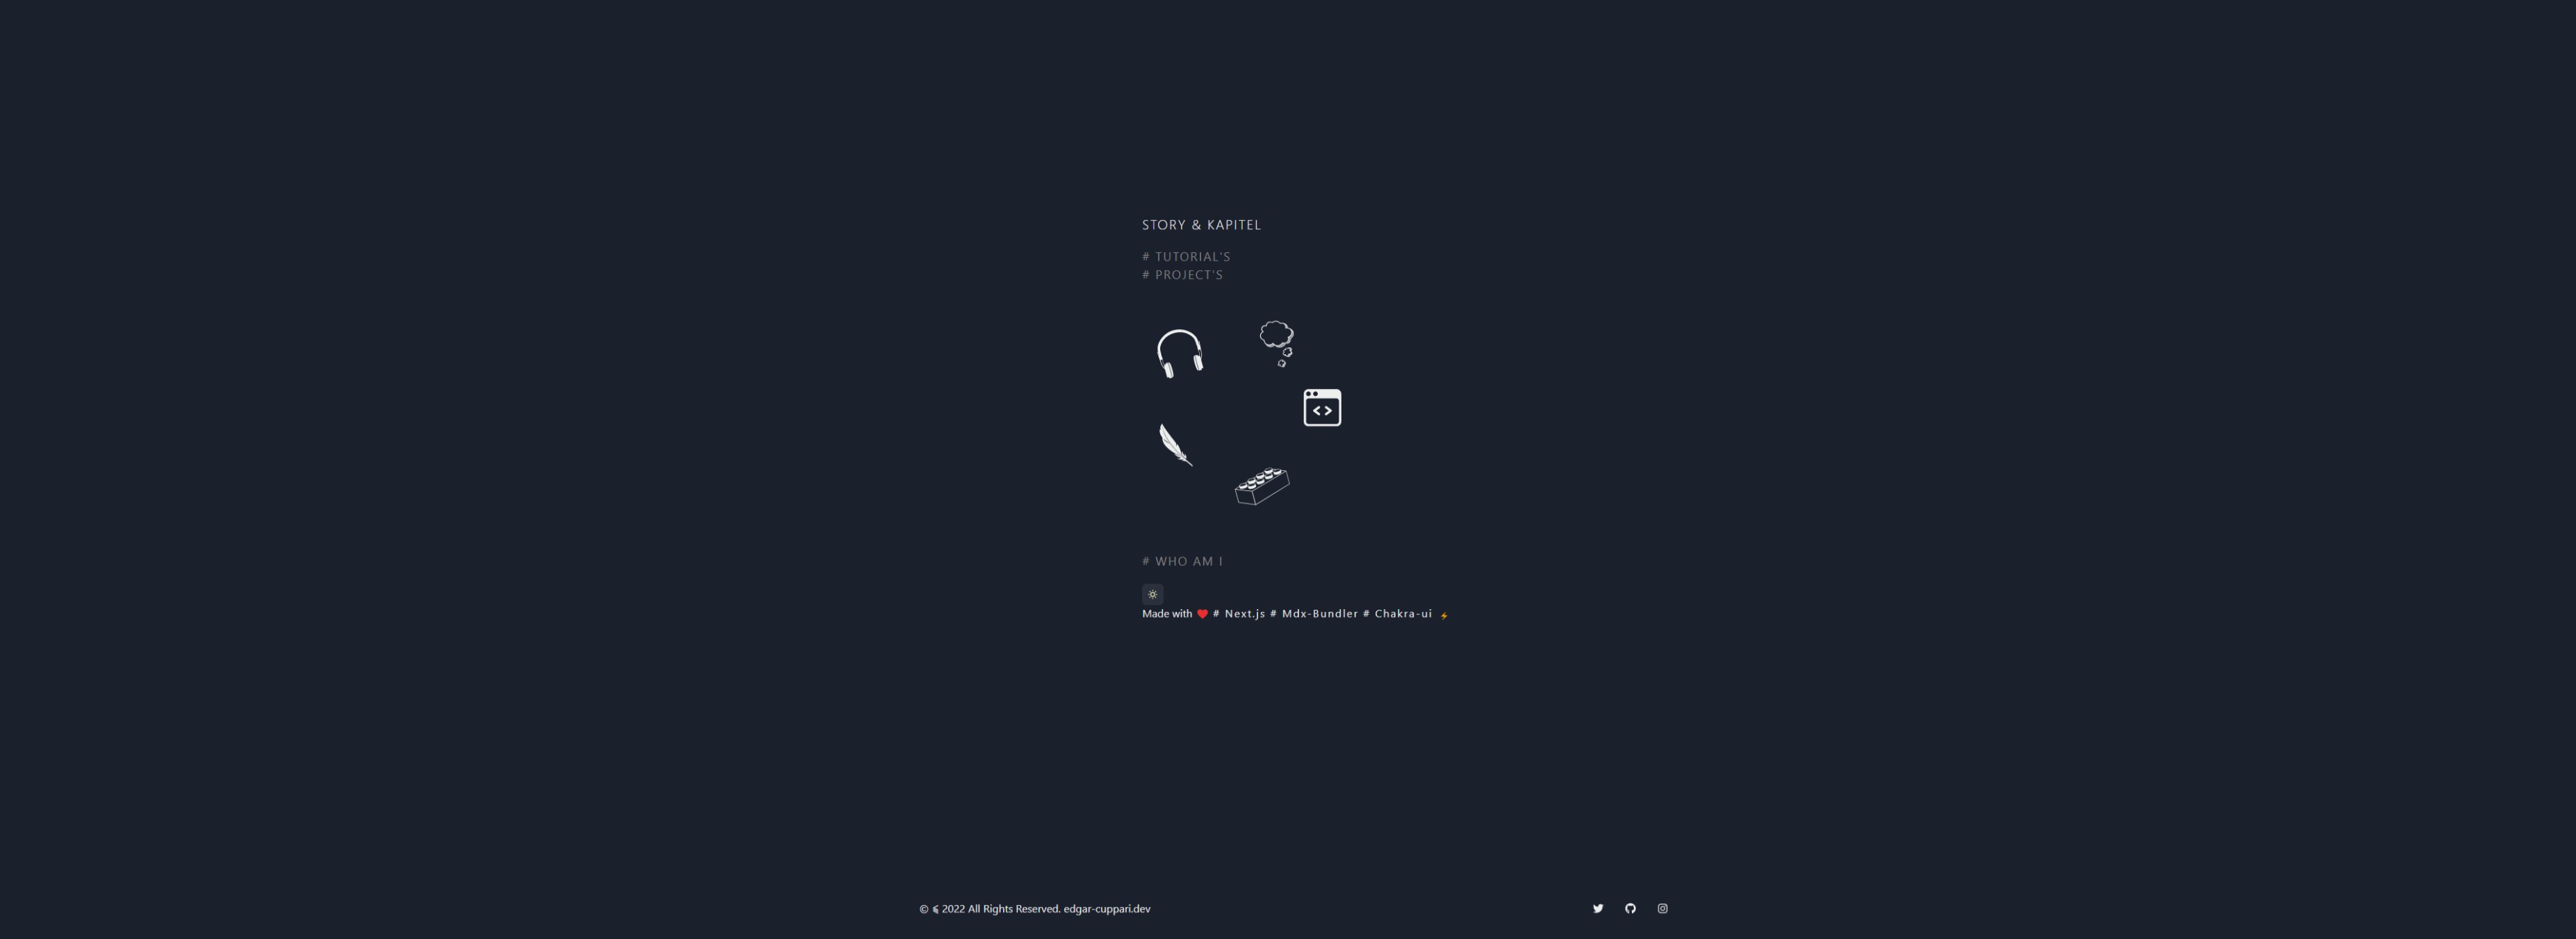 STORY & KAPITEL
# TUTORIAL'S
# PROJECT'S
# WHO AM I
Made with ❤️ # Next.js # Mdx-Bundler # Chakra-ui ⚡
© 2022 All Rights Reserved. edgar-cuppari.dev